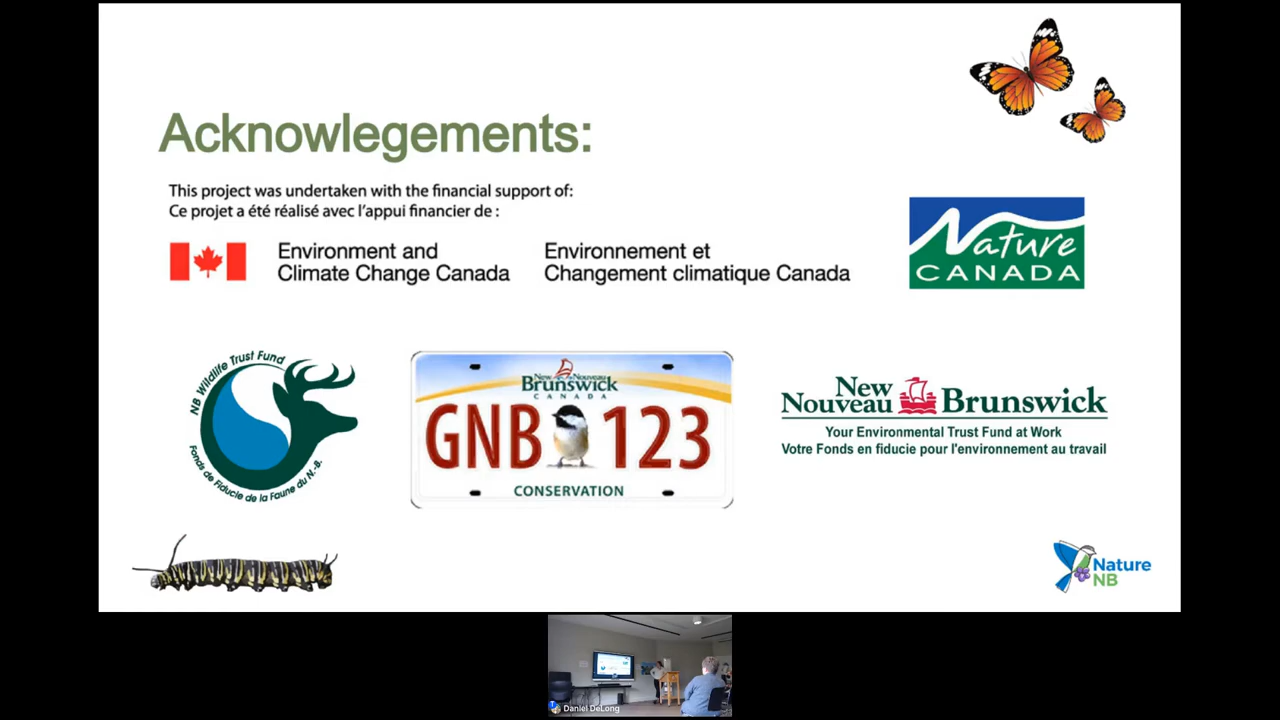 Acknowlegements:
This project was undertaken with the financial support of:
Ce projet a été réalisé avec l'appui financier de :
Environment and
Climate Change Canada
Environnement et
Changement climatique Canada
Nature
CANADA
NB Wildlife Trust Fund
Fonds de Fiducie de la Faune du N.-B.
New Nouveau
Brunswick
CANADA
GNB 123
CONSERVATION
New
Nouveau Brunswick
Your Environmental Trust Fund at Work
Votre Fonds en fiducie pour l'environnement au travail
Nature
NB
Daniel DeLong